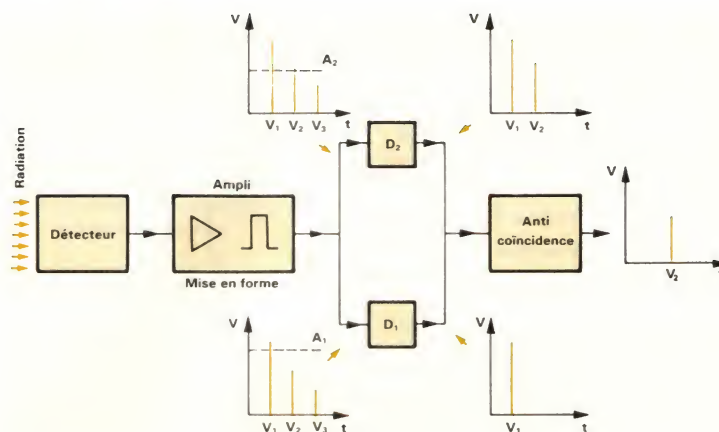 V
A₂
V₁ V₂ V₃ t
V
V₁ V₂ t
D₂
Radiation
Détecteur
Ampli
Mise en forme
Anti
coïncidence
V
V₂ t
D₁
V
A₁
V₁ V₂ V₃ t
V
V₁ t